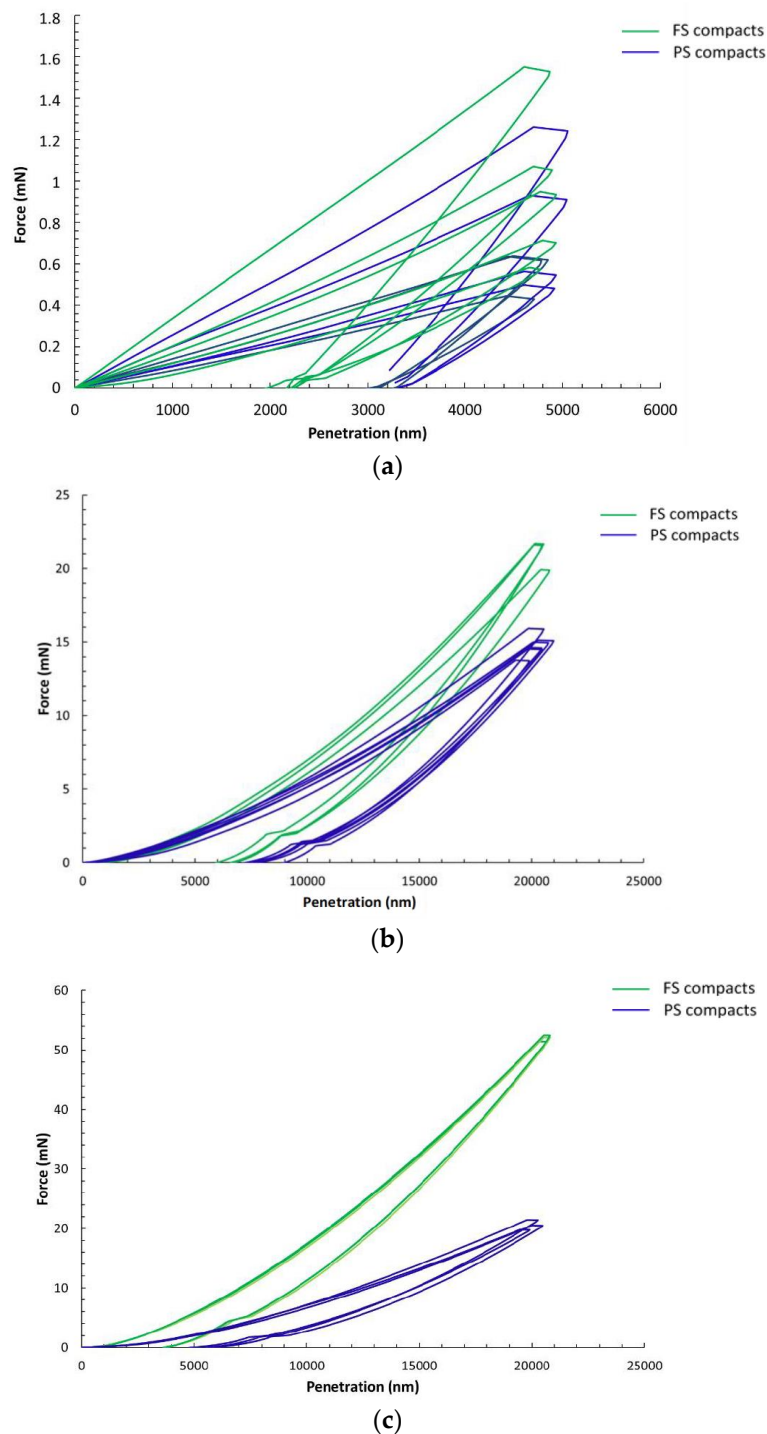 1.8
1.6
1.4
1.2
1
0.8
0.6
0.4
0.2
0
Force (mN)
FS compacts
PS compacts
0 1000 2000 3000 4000 5000 6000
Penetration (nm)
(a)
25
20
15
10
5
0
Force (mN)
FS compacts
PS compacts
0 5000 10000 15000 20000 25000
Penetration (nm)
(b)
60
50
40
30
20
10
0
Force (mN)
FS compacts
PS compacts
0 5000 10000 15000 20000 25000
Penetration (nm)
(c)